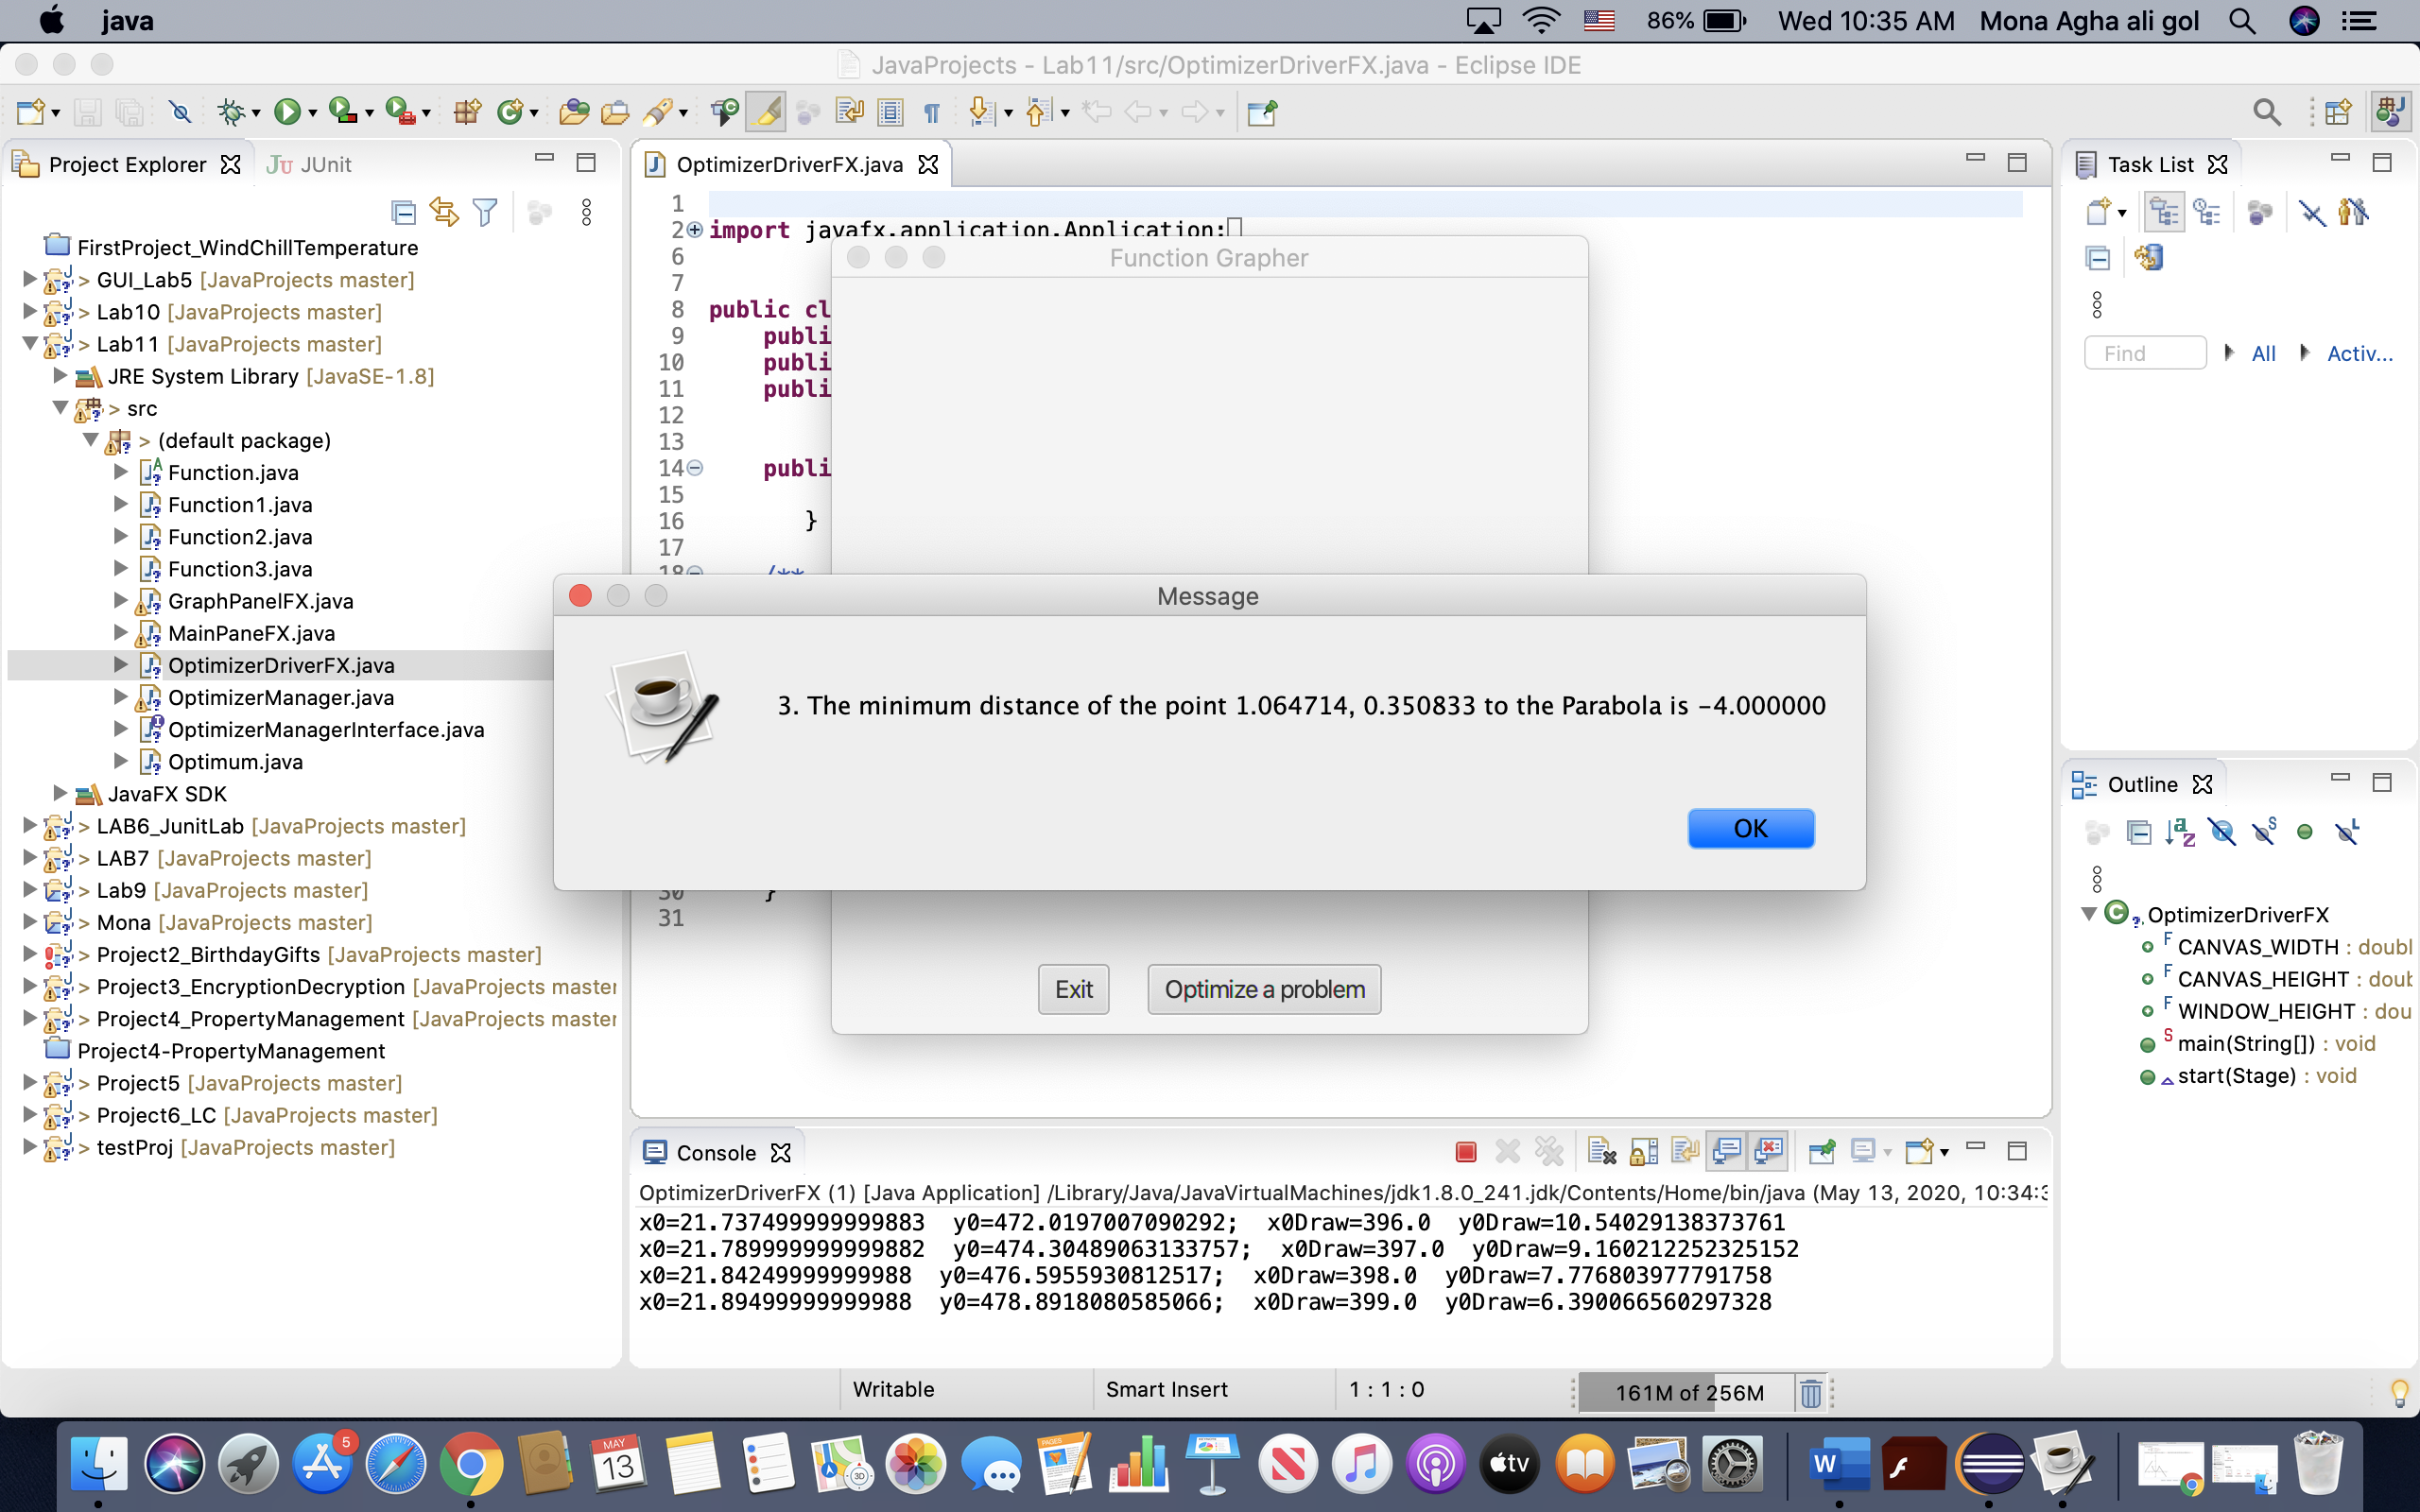 java
86%
Wed 10:35 AM
Mona Agha ali gol
JavaProjects - Lab11/src/OptimizerDriverFX.java - Eclipse IDE
Project Explorer
JUnit
FirstProject_WindChillTemperature
> GUI_Lab5 [JavaProjects master]
> Lab10 [JavaProjects master]
> Lab11 [JavaProjects master]
JRE System Library [JavaSE-1.8]
> src
> (default package)
Function.java
Function1.java
Function2.java
Function3.java
GraphPanelFX.java
MainPaneFX.java
OptimizerDriverFX.java
OptimizerManager.java
OptimizerManagerInterface.java
Optimum.java
JavaFX SDK
> LAB6_JunitLab [JavaProjects master]
> LAB7 [JavaProjects master]
> Lab9 [JavaProjects master]
> Mona [JavaProjects master]
> Project2_BirthdayGifts [JavaProjects master]
> Project3_EncryptionDecryption [JavaProjects master
> Project4_PropertyManagement [JavaProjects master
Project4-PropertyManagement
> Project5 [JavaProjects master]
> Project6_LC [JavaProjects master]
> testProj [JavaProjects master]
OptimizerDriverFX.java
1
2 import javafx.application.Application;
6
7
8 public cl
9 publi
10 publi
11 publi
12
13
14 publi
15
16 }
17
18 /**
30 }
31
Function Grapher
Exit
Optimize a problem
Message
3. The minimum distance of the point 1.064714, 0.350833 to the Parabola is -4.000000
OK
Console
OptimizerDriverFX (1) [Java Application] /Library/Java/JavaVirtualMachines/jdk1.8.0_241.jdk/Contents/Home/bin/java (May 13, 2020, 10:34:3
x0=21.737499999999883 y0=472.0197007090292; x0Draw=396.0 y0Draw=10.54029138373761
x0=21.789999999999882 y0=474.30489063133757; x0Draw=397.0 y0Draw=9.160212252325152
x0=21.84249999999988 y0=476.5955930812517; x0Draw=398.0 y0Draw=7.776803977791758
x0=21.89499999999988 y0=478.8918080585066; x0Draw=399.0 y0Draw=6.390066560297328
Task List
Find
All
Activ...
Outline
OptimizerDriverFX
CANVAS_WIDTH : doubl
CANVAS_HEIGHT : doub
WINDOW_HEIGHT : dou
main(String[]) : void
start(Stage) : void
Writable
Smart Insert
1 : 1 : 0
161M of 256M
5
MAY
13
PAGES
3D
tv
W